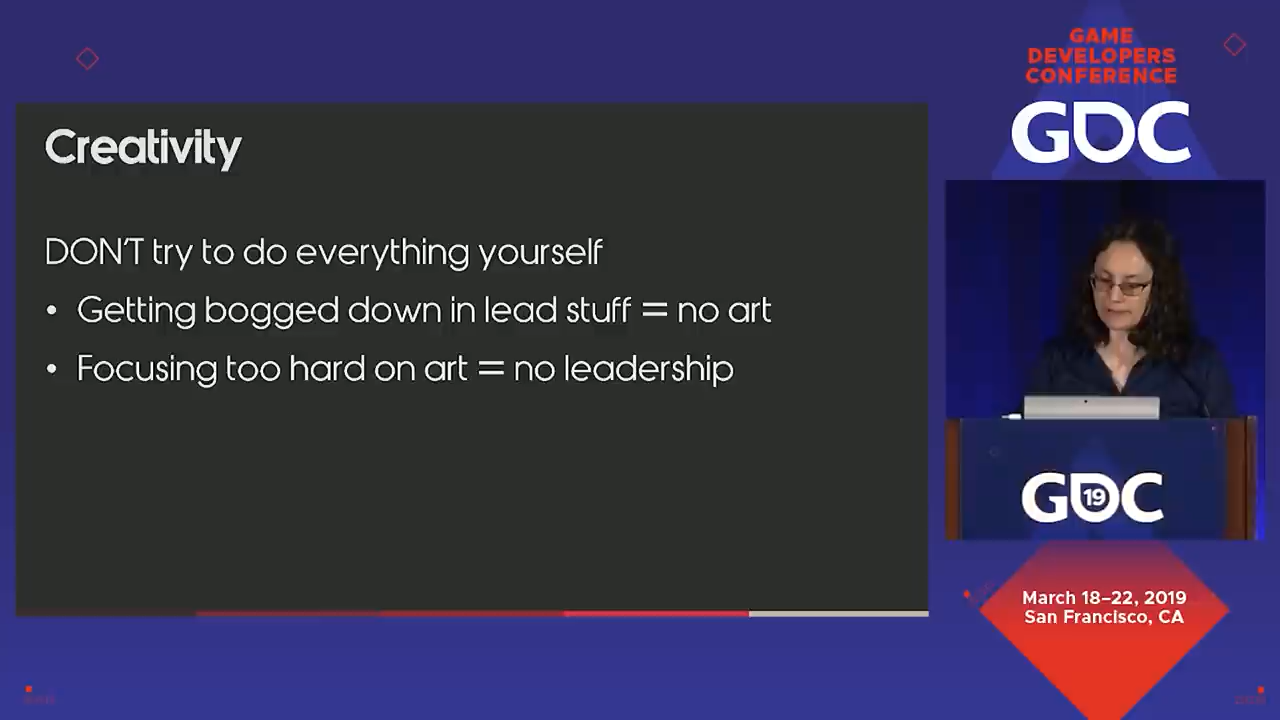 GAME
DEVELOPERS
CONFERENCE
GDC
Creativity
DON'T try to do everything yourself
• Getting bogged down in lead stuff = no art
• Focusing too hard on art = no leadership
GDC
19
March 18–22, 2019
San Francisco, CA